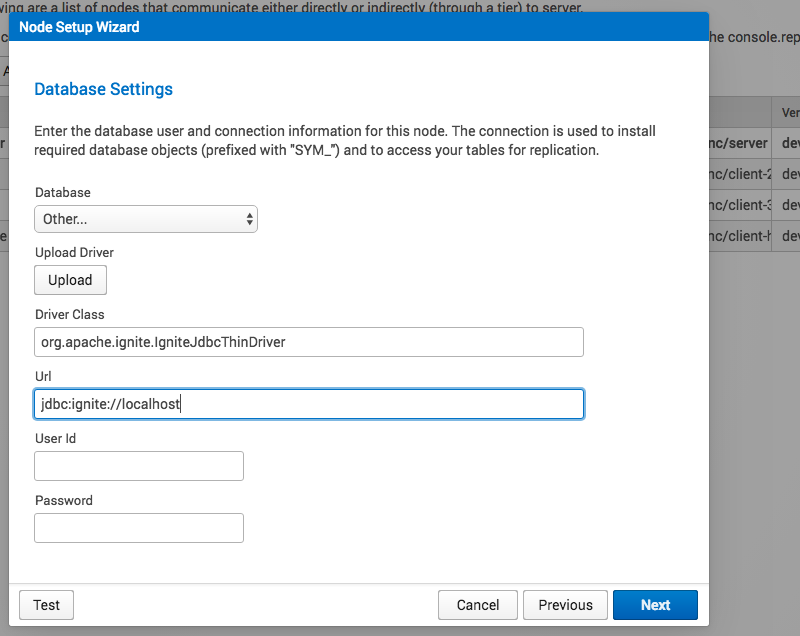 wing are a list of nodes that communicate either directly or indirectly (through a tier) to server.
Node Setup Wizard
he console.rep
Database Settings
Enter the database user and connection information for this node. The connection is used to install
required database objects (prefixed with "SYM_") and to access your tables for replication.
Ver
nc/server dev
nc/client-2 dev
nc/client-3 dev
nc/client-h dev
Database
Other...
Upload Driver
Upload
Driver Class
org.apache.ignite.IgniteJdbcThinDriver
Url
jdbc:ignite://localhost
User Id
Password
Test
Cancel
Previous
Next